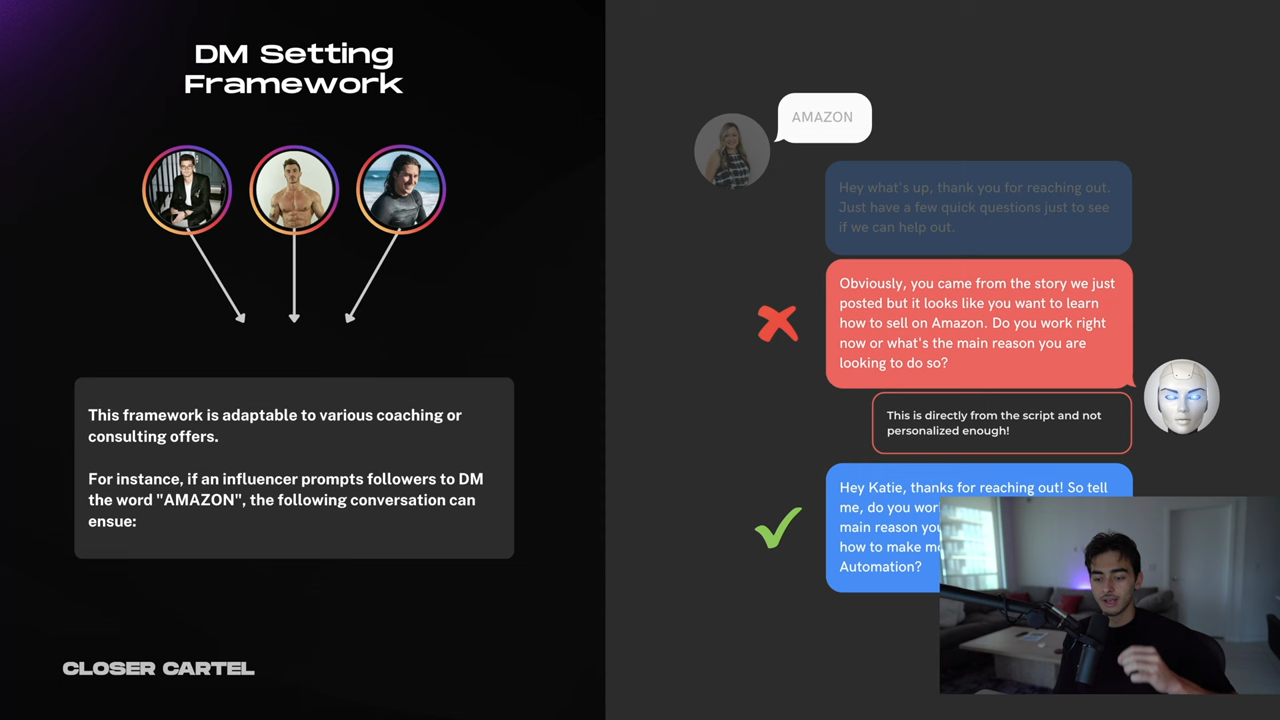 DM Setting
Framework
This framework is adaptable to various coaching or
consulting offers.
For instance, if an influencer prompts followers to DM
the word "AMAZON", the following conversation can
ensue:
CLOSER CARTEL
AMAZON
Hey what's up, thank you for reaching out.
Just have a few quick questions just to see
if we can help out.
Obviously, you came from the story we just
posted but it looks like you want to learn
how to sell on Amazon. Do you work right
now or what's the main reason you are
looking to do so?
This is directly from the script and not
personalized enough!
Hey Katie, thanks for reaching out! So tell
me, do you
main reason
how to make
Automation?